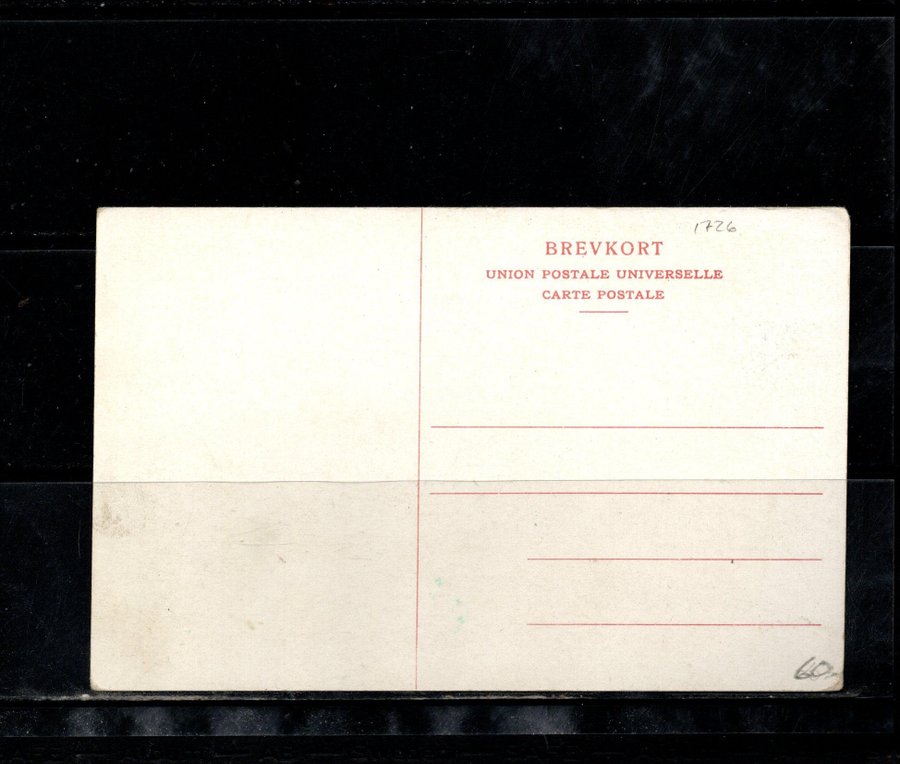 1726
BREVKORT
UNION POSTALE UNIVERSELLE
CARTE POSTALE
60.-